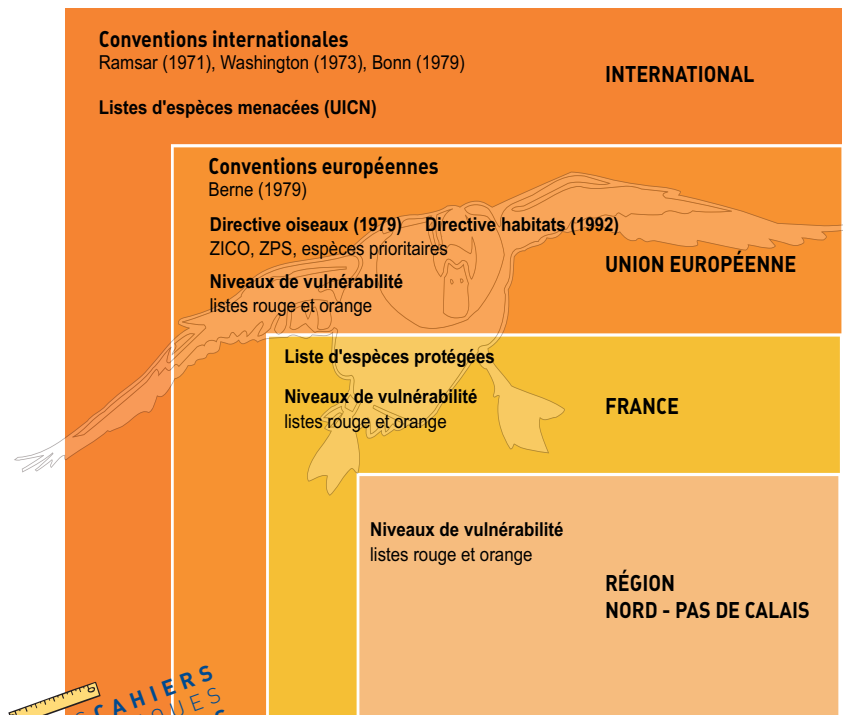 Conventions internationales
Ramsar (1971), Washington (1973), Bonn (1979)
INTERNATIONAL
Listes d'espèces menacées (UICN)
Conventions européennes
Berne (1979)
Directive oiseaux (1979) Directive habitats (1992)
ZICO, ZPS, espèces prioritaires
UNION EUROPÉENNE
Niveaux de vulnérabilité
listes rouge et orange
Liste d'espèces protégées
Niveaux de vulnérabilité
listes rouge et orange
FRANCE
Niveaux de vulnérabilité
listes rouge et orange
RÉGION
NORD - PAS DE CALAIS
CAHIERS